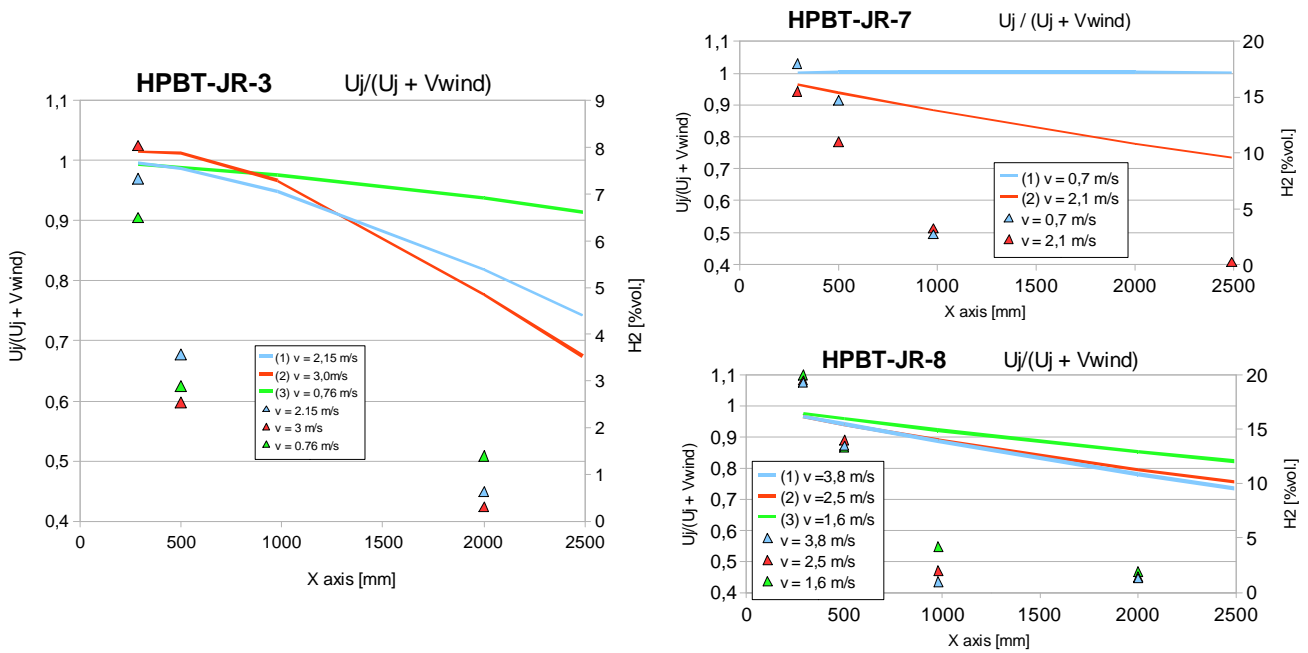 HPBT-JR-3 Uj/(Uj + Vwind)
1,1
1
0,9
0,8
0,7
0,6
0,5
0,4
Uj/(Uj + Vwind)
9
8
7
6
5
4
3
2
1
0
H2 [%vol.]
(1) v = 2,15 m/s
(2) v = 3,0m/s
(3) v = 0,76 m/s
v = 2.15 m/s
v = 3 m/s
v = 0.76 m/s
0 500 1000 1500 2000 2500
X axis [mm]
HPBT-JR-7 Uj / (Uj + Vwind)
1,1
1
0,9
0,8
0,7
0,6
0,5
0,4
Uj/(Uj + Vwind)
20
15
10
5
0
H2 [%vol.]
(1) v = 0,7 m/s
(2) v = 2,1 m/s
v = 0,7 m/s
v = 2,1 m/s
0 500 1000 1500 2000 2500
X axis [mm]
HPBT-JR-8 Uj/(Uj + Vwind)
1,1
1
0,9
0,8
0,7
0,6
0,5
0,4
Uj/(Uj + Vwind)
20
15
10
5
0
H2 [%vol.]
(1) v=3,8 m/s
(2) v=2,5 m/s
(3) v=1,6 m/s
v = 3,8 m/s
v = 2,5 m/s
v = 1,6 m/s
0 500 1000 1500 2000 2500
X axis [mm]